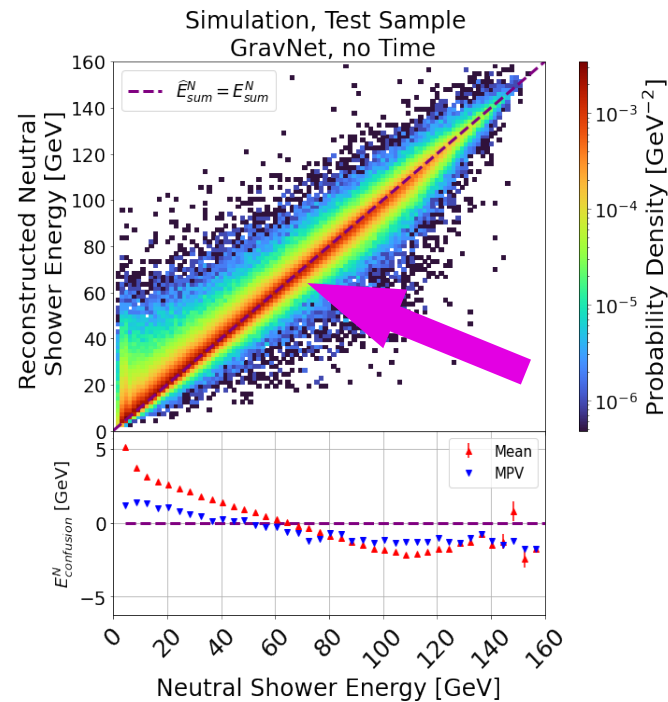 Simulation, Test Sample
GravNet, no Time
160
140
120
100
80
60
40
20
0
Reconstructed Neutral
Shower Energy [GeV]
Ê^N_sum = E^N_sum
10^−3
10^−4
10^−5
10^−6
Probability Density [GeV^−2]
5
0
−5
E^N_confusion [GeV]
Mean
MPV
0 20 40 60 80 100 120 140 160
Neutral Shower Energy [GeV]